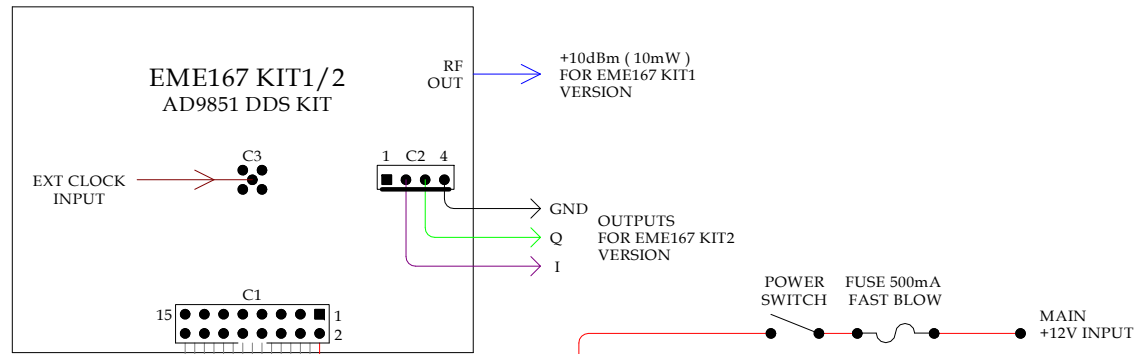 EME167 KIT1/2
AD9851 DDS KIT
RF
OUT
+10dBm ( 10mW )
FOR EME167 KIT1
VERSION
C3
1 C2 4
EXT CLOCK
INPUT
GND
Q
I
OUTPUTS
FOR EME167 KIT2
VERSION
C1
15 1
2
POWER
SWITCH
FUSE 500mA
FAST BLOW
MAIN
+12V INPUT